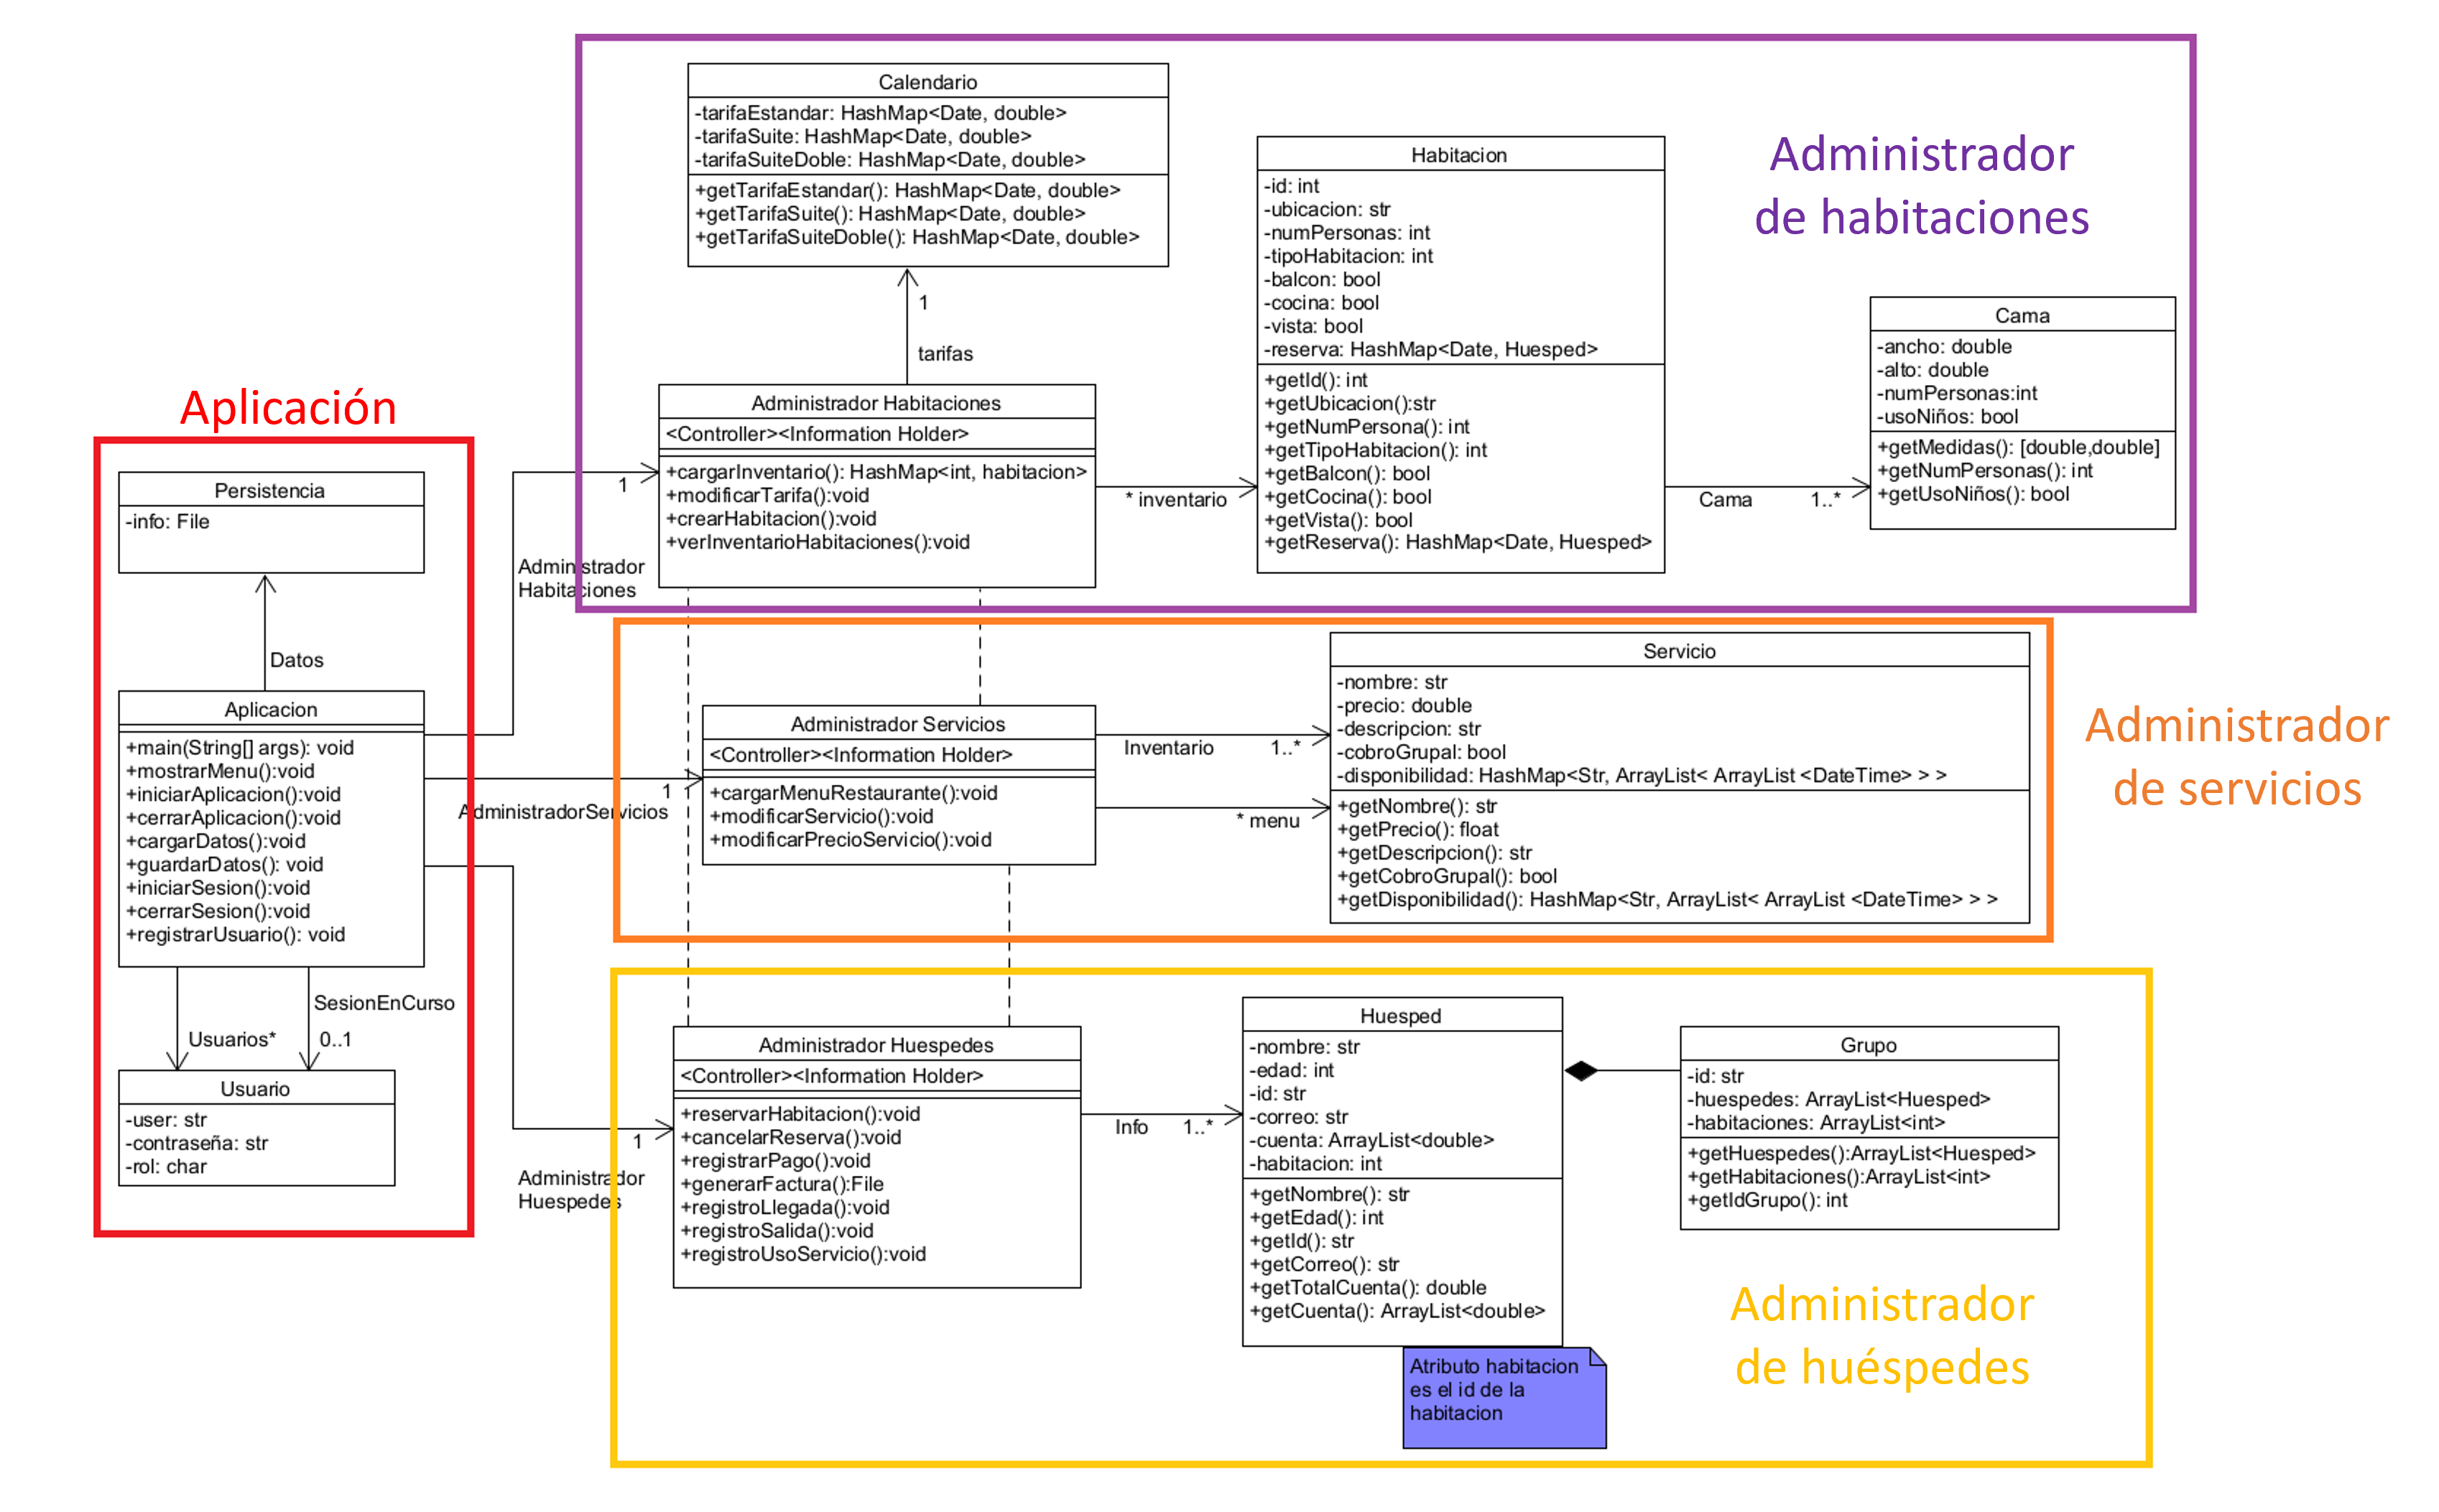 Aplicación
Persistencia
-info: File
Datos
Aplicacion
+main(String[] args): void
+mostrarMenu():void
+iniciarAplicacion():void
+cerrarAplicacion():void
+cargarDatos():void
+guardarDatos(): void
+iniciarSesion():void
+cerrarSesion():void
+registrarUsuario(): void
SesionEnCurso
Usuarios*
0..1
Usuario
-user: str
-contraseña: str
-rol: char
1
Administrador
Habitaciones
1
AdministradorServicios
1
Administrador
Huespedes
Administrador
de habitaciones
Calendario
-tarifaEstandar: HashMap<Date, double>
-tarifaSuite: HashMap<Date, double>
-tarifaSuiteDoble: HashMap<Date, double>
+getTarifaEstandar(): HashMap<Date, double>
+getTarifaSuite(): HashMap<Date, double>
+getTarifaSuiteDoble(): HashMap<Date, double>
1
tarifas
Administrador Habitaciones
<Controller><Information Holder>
+cargarInventario(): HashMap<int, habitacion>
+modificarTarifa():void
+crearHabitacion():void
+verInventarioHabitaciones():void
* inventario
Habitacion
-id: int
-ubicacion: str
-numPersonas: int
-tipoHabitacion: int
-balcon: bool
-cocina: bool
-vista: bool
-reserva: HashMap<Date, Huesped>
+getId(): int
+getUbicacion():str
+getNumPersona(): int
+getTipoHabitacion(): int
+getBalcon(): bool
+getCocina(): bool
+getVista(): bool
+getReserva(): HashMap<Date, Huesped>
Cama
1..*
Cama
-ancho: double
-alto: double
-numPersonas:int
-usoNiños: bool
+getMedidas(): [double,double]
+getNumPersonas(): int
+getUsoNiños(): bool
Administrador
de servicios
Administrador Servicios
<Controller><Information Holder>
+cargarMenuRestaurante():void
+modificarServicio():void
+modificarPrecioServicio():void
Inventario
1..*
* menu
Servicio
-nombre: str
-precio: double
-descripcion: str
-cobroGrupal: bool
-disponibilidad: HashMap<Str, ArrayList< ArrayList <DateTime> > >
+getNombre(): str
+getPrecio(): float
+getDescripcion(): str
+getCobroGrupal(): bool
+getDisponibilidad(): HashMap<Str, ArrayList< ArrayList <DateTime> > >
Administrador
de huéspedes
Administrador Huespedes
<Controller><Information Holder>
+reservarHabitacion():void
+cancelarReserva():void
+registrarPago():void
+generarFactura():File
+registroLlegada():void
+registroSalida():void
+registroUsoServicio():void
Info
1..*
Huesped
-nombre: str
-edad: int
-id: str
-correo: str
-cuenta: ArrayList<double>
-habitacion: int
+getNombre(): str
+getEdad(): int
+getId(): str
+getCorreo(): str
+getTotalCuenta(): double
+getCuenta(): ArrayList<double>
Atributo habitacion
es el id de la
habitacion
Grupo
-id: str
-huespedes: ArrayList<Huesped>
-habitaciones: ArrayList<int>
+getHuespedes():ArrayList<Huesped>
+getHabitaciones():ArrayList<int>
+getIdGrupo(): int